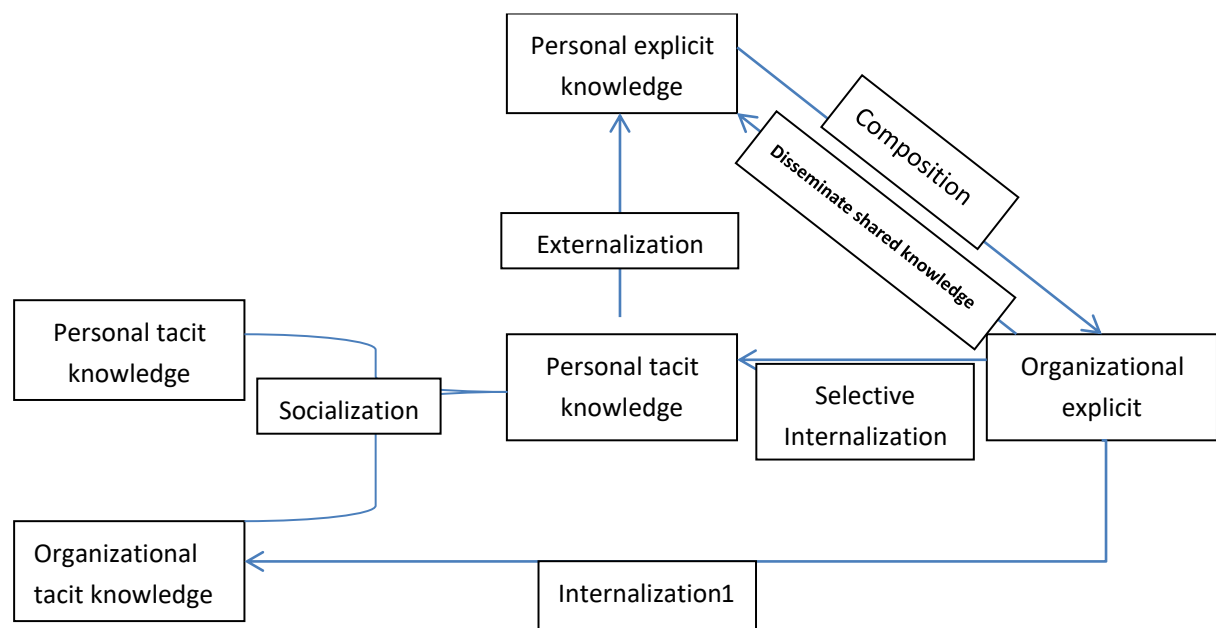 Personal explicit
knowledge
Composition
Disseminate shared knowledge
Externalization
Personal tacit
knowledge
Socialization
Personal tacit
knowledge
Selective
Internalization
Organizational
explicit
Organizational
tacit knowledge
Internalization1